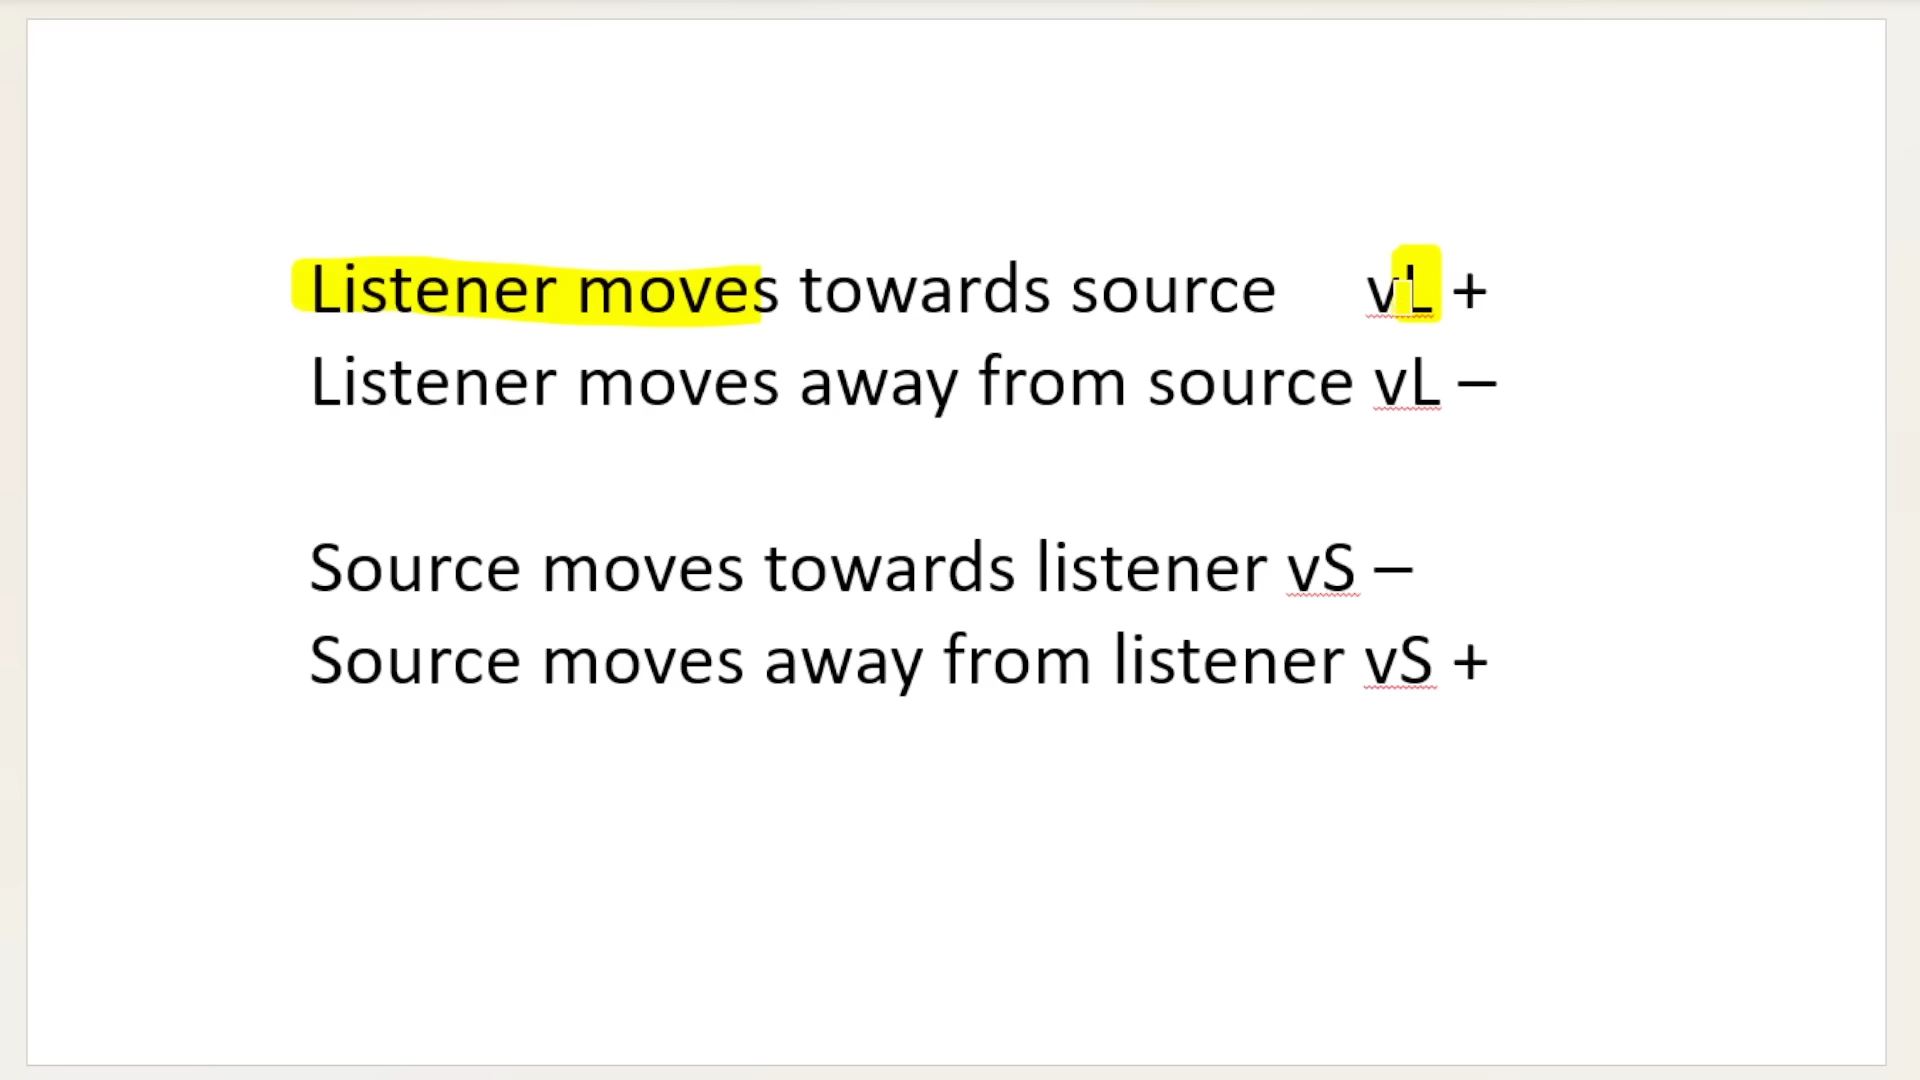 Listener moves towards source vL +
Listener moves away from source vL –
Source moves towards listener vS –
Source moves away from listener vS +